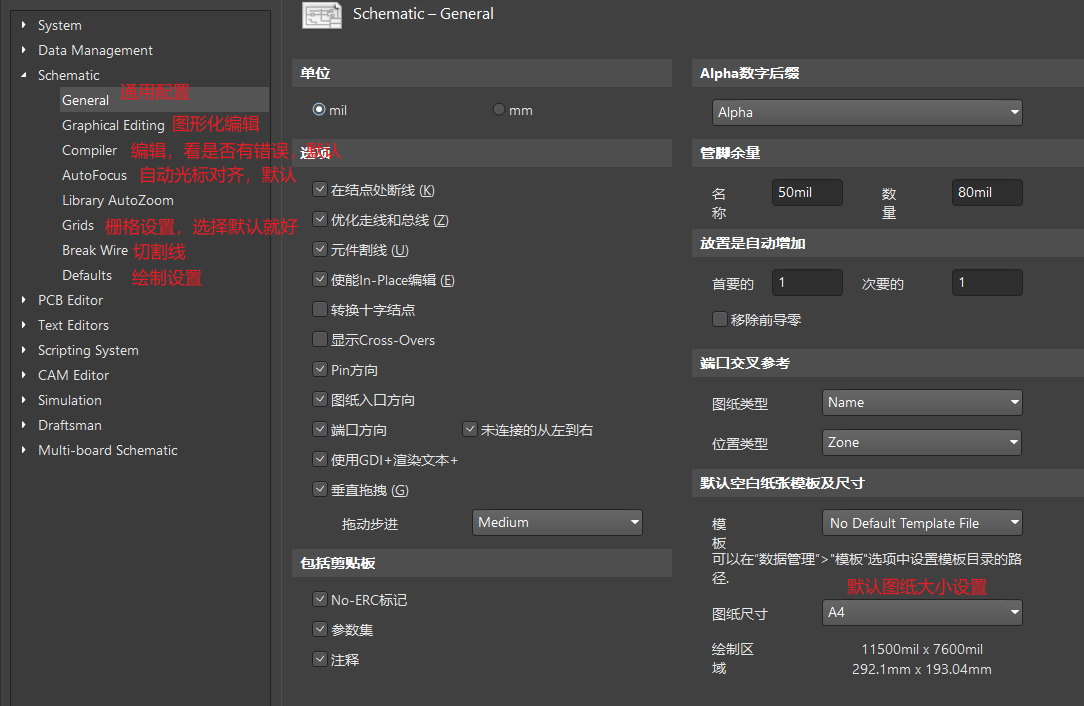 System
Data Management
Schematic
General 通用配置
Graphical Editing 图形化编辑
Compiler 编辑，看是否有错误，默认
AutoFocus 自动光标对齐，默认
Library AutoZoom
Grids 栅格设置，选择默认就好
Break Wire 切割线
Defaults 绘制设置
PCB Editor
Text Editors
Scripting System
CAM Editor
Simulation
Draftsman
Multi-board Schematic
Schematic – General
单位
mil mm
选项
在结点处断线 (K)
优化走线和总线 (Z)
元件割线 (U)
使能In-Place编辑 (E)
转换十字结点
显示Cross-Overs
Pin方向
图纸入口方向
端口方向 未连接的从左到右
使用GDI+渲染文本+
垂直拖拽 (G)
拖动步进 Medium
包括剪贴板
No-ERC标记
参数集
注释
Alpha数字后缀
Alpha
管脚余量
名称 50mil 数量 80mil
放置是自动增加
首要的 1 次要的 1
移除前导零
端口交叉参考
图纸类型 Name
位置类型 Zone
默认空白纸张模板及尺寸
模板 No Default Template File
可以在"数据管理">"模板"选项中设置模板目录的路
径.
默认图纸大小设置
图纸尺寸 A4
绘制区域 11500mil x 7600mil
292.1mm x 193.04mm